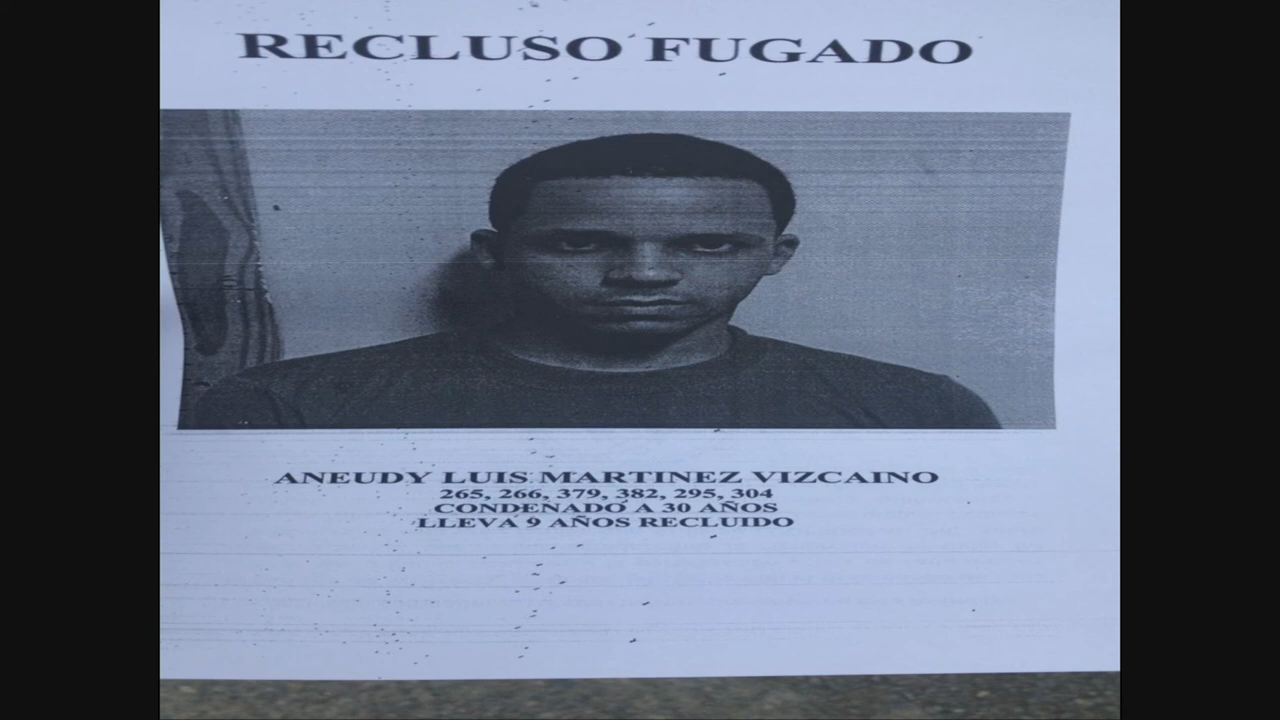 RECLUSO FUGADO
ANEUDY LUIS MARTINEZ VIZCAINO
265, 266, 379, 382, 295, 304
CONDENADO A 30 AÑOS
LLEVA 9 AÑOS RECLUIDO